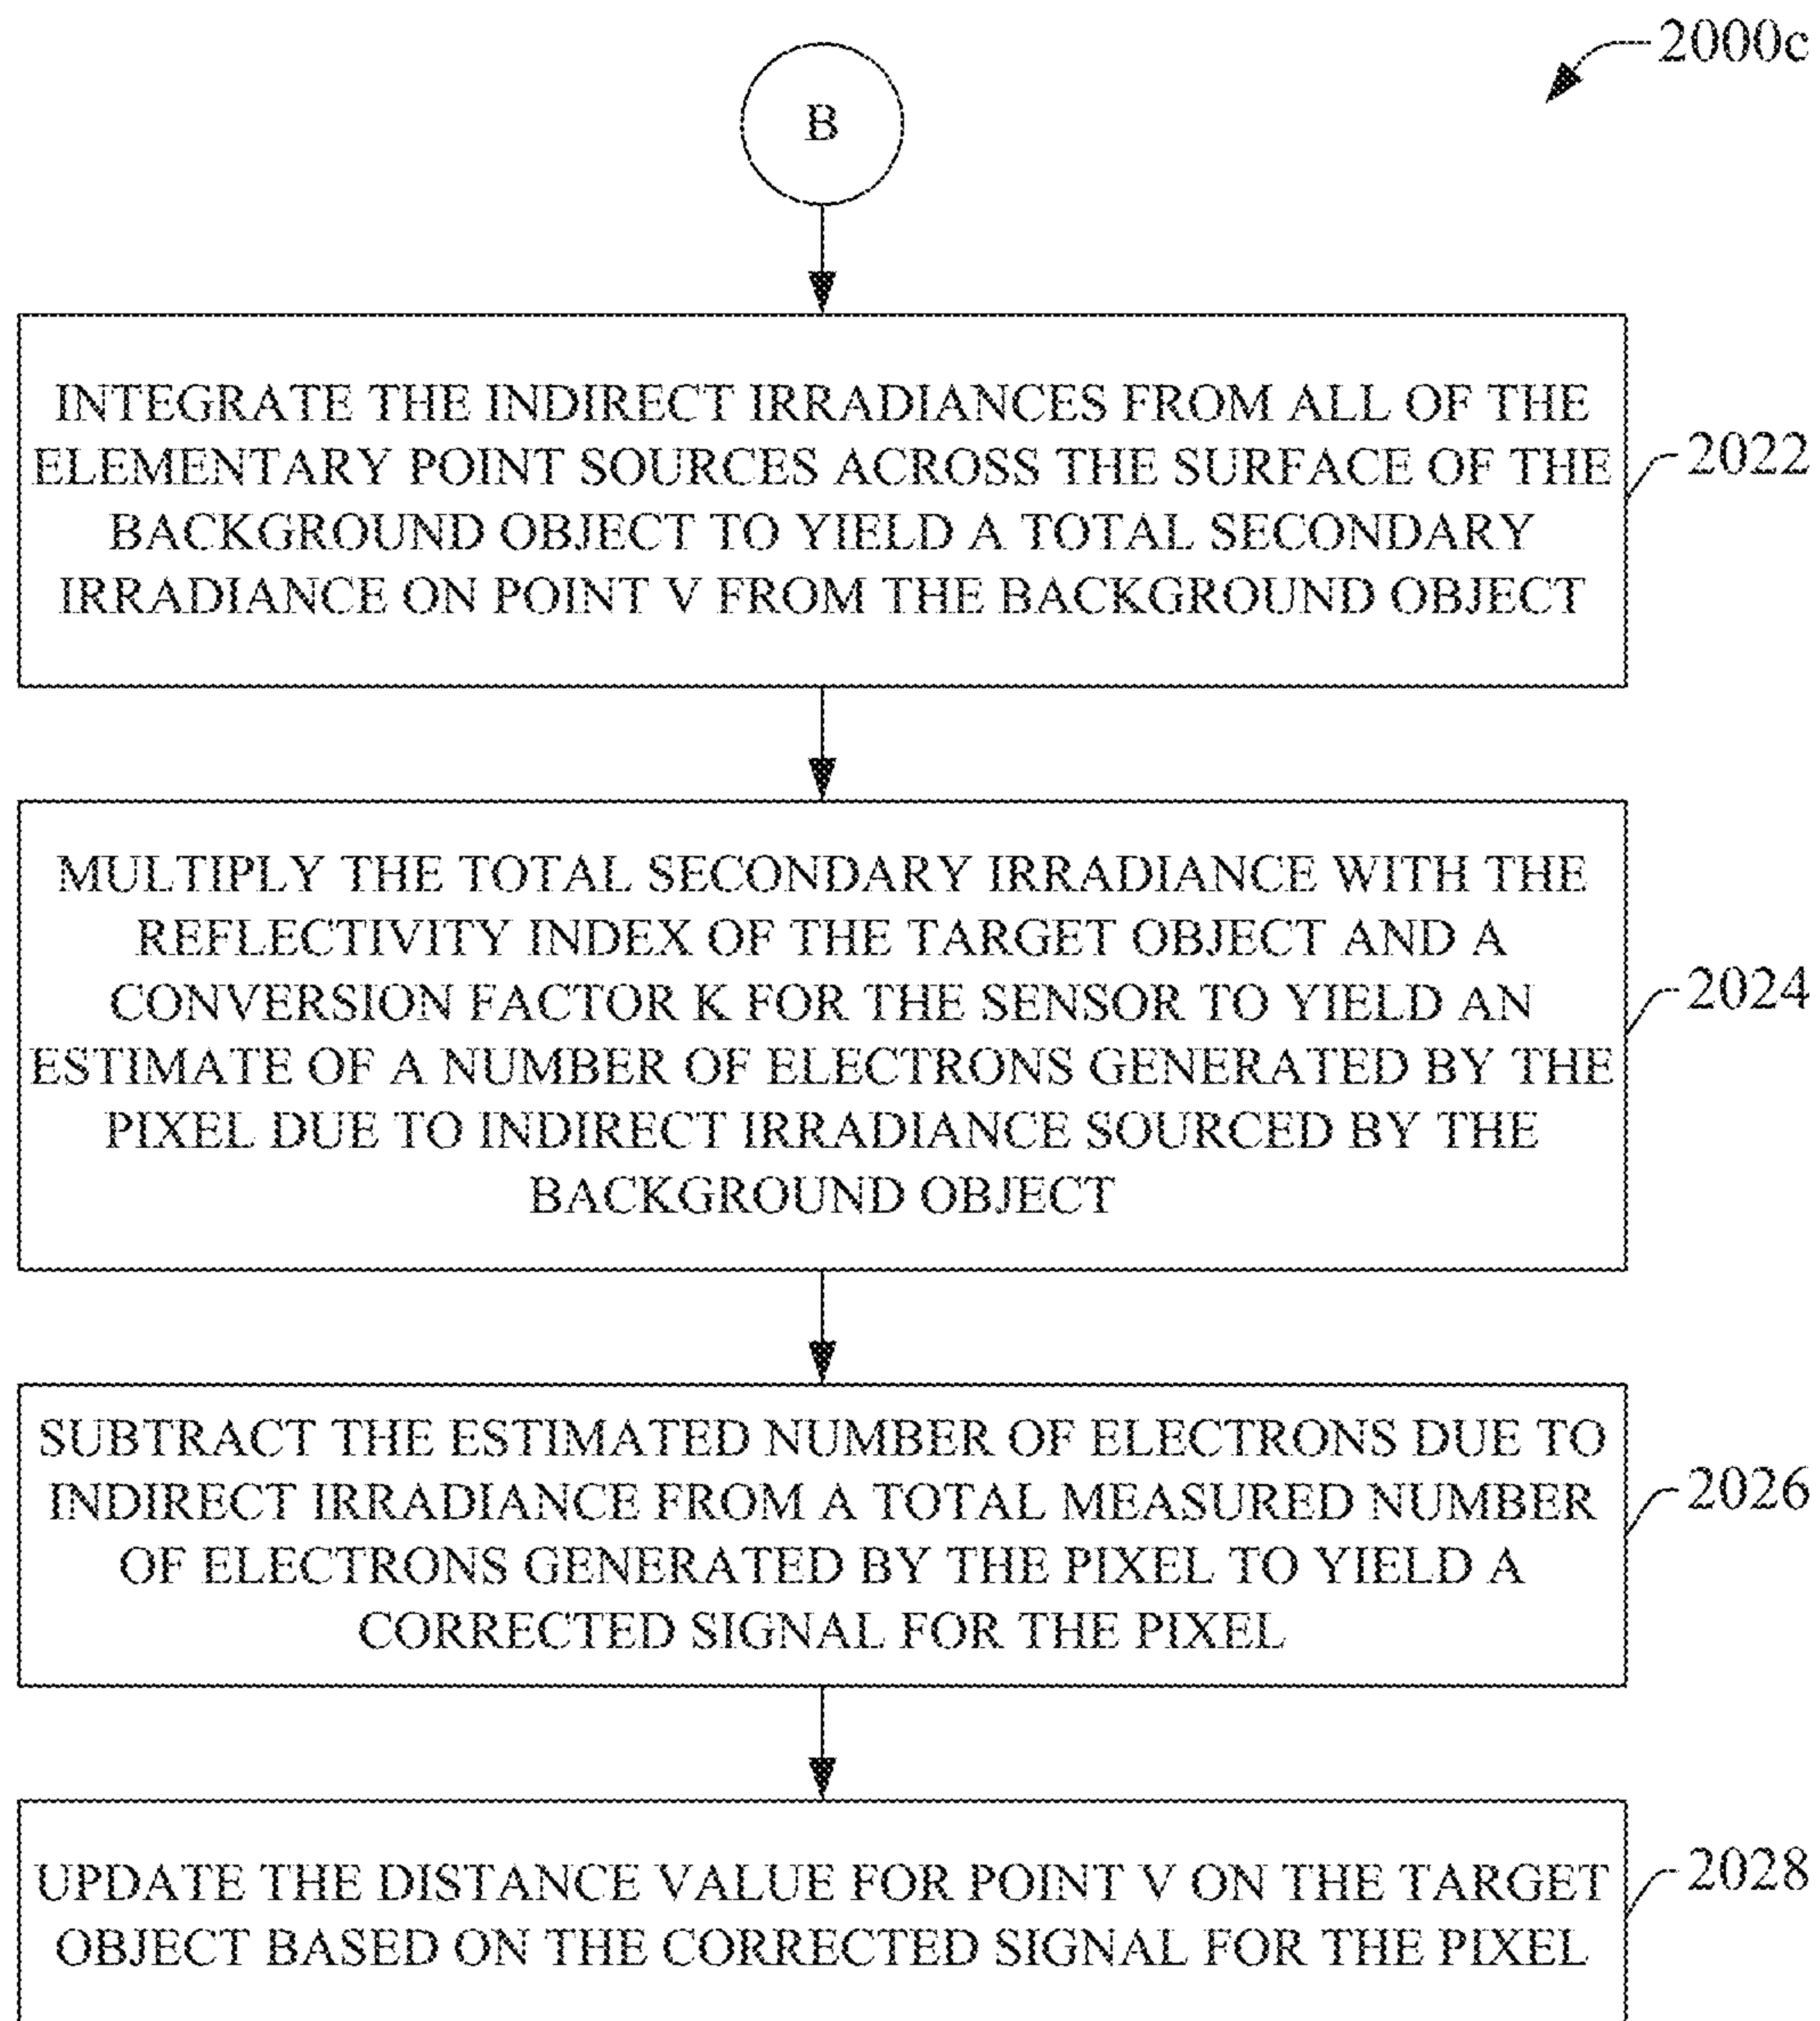 2000c
B
INTEGRATE THE INDIRECT IRRADIANCES FROM ALL OF THE
ELEMENTARY POINT SOURCES ACROSS THE SURFACE OF THE
BACKGROUND OBJECT TO YIELD A TOTAL SECONDARY
IRRADIANCE ON POINT V FROM THE BACKGROUND OBJECT
2022
MULTIPLY THE TOTAL SECONDARY IRRADIANCE WITH THE
REFLECTIVITY INDEX OF THE TARGET OBJECT AND A
CONVERSION FACTOR K FOR THE SENSOR TO YIELD AN
ESTIMATE OF A NUMBER OF ELECTRONS GENERATED BY THE
PIXEL DUE TO INDIRECT IRRADIANCE SOURCED BY THE
BACKGROUND OBJECT
2024
SUBTRACT THE ESTIMATED NUMBER OF ELECTRONS DUE TO
INDIRECT IRRADIANCE FROM A TOTAL MEASURED NUMBER
OF ELECTRONS GENERATED BY THE PIXEL TO YIELD A
CORRECTED SIGNAL FOR THE PIXEL
2026
UPDATE THE DISTANCE VALUE FOR POINT V ON THE TARGET
OBJECT BASED ON THE CORRECTED SIGNAL FOR THE PIXEL
2028